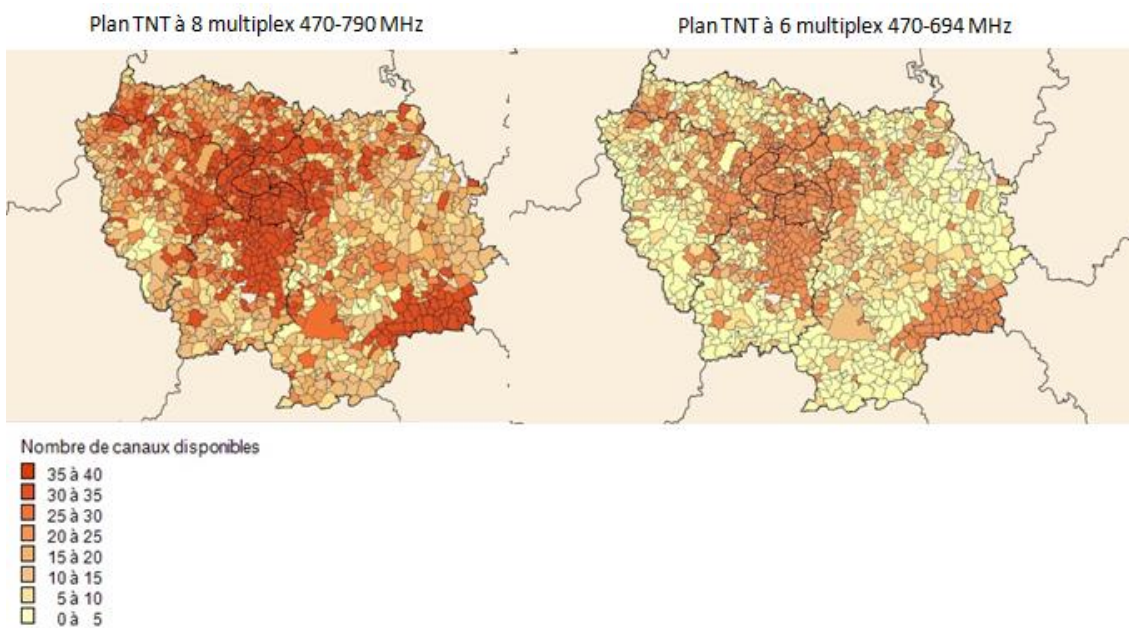 Plan TNT à 8 multiplex 470-790 MHz
Plan TNT à 6 multiplex 470-694 MHz
Nombre de canaux disponibles
35 à 40
30 à 35
25 à 30
20 à 25
15 à 20
10 à 15
5 à 10
0 à 5